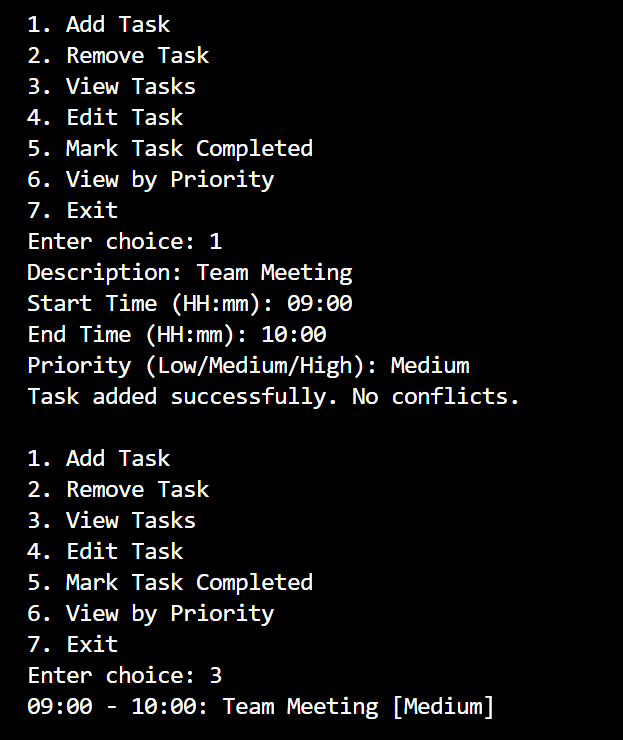 1. Add Task
2. Remove Task
3. View Tasks
4. Edit Task
5. Mark Task Completed
6. View by Priority
7. Exit
Enter choice: 1
Description: Team Meeting
Start Time (HH:mm): 09:00
End Time (HH:mm): 10:00
Priority (Low/Medium/High): Medium
Task added successfully. No conflicts.

1. Add Task
2. Remove Task
3. View Tasks
4. Edit Task
5. Mark Task Completed
6. View by Priority
7. Exit
Enter choice: 3
09:00 - 10:00: Team Meeting [Medium]